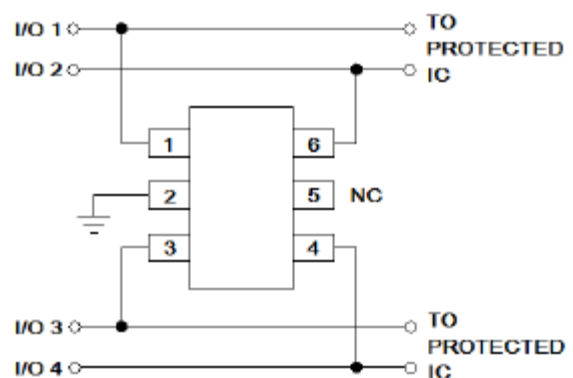 I/O 1
TO
PROTECTED
I/O 2
IC
1
6
2
5
NC
3
4
I/O 3
TO
PROTECTED
I/O 4
IC